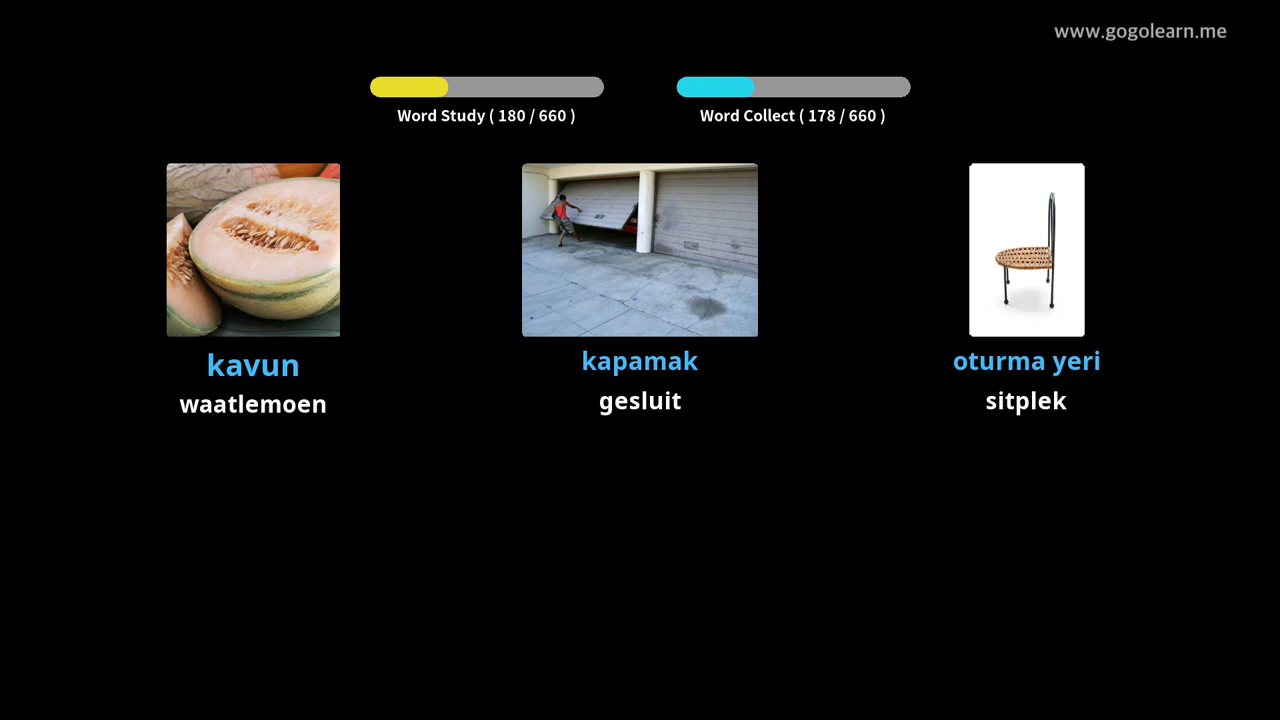 www.gogolearn.me
Word Study ( 180 / 660 )
Word Collect ( 178 / 660 )
kavun
waatlemoen
kapamak
gesluit
oturma yeri
sitplek